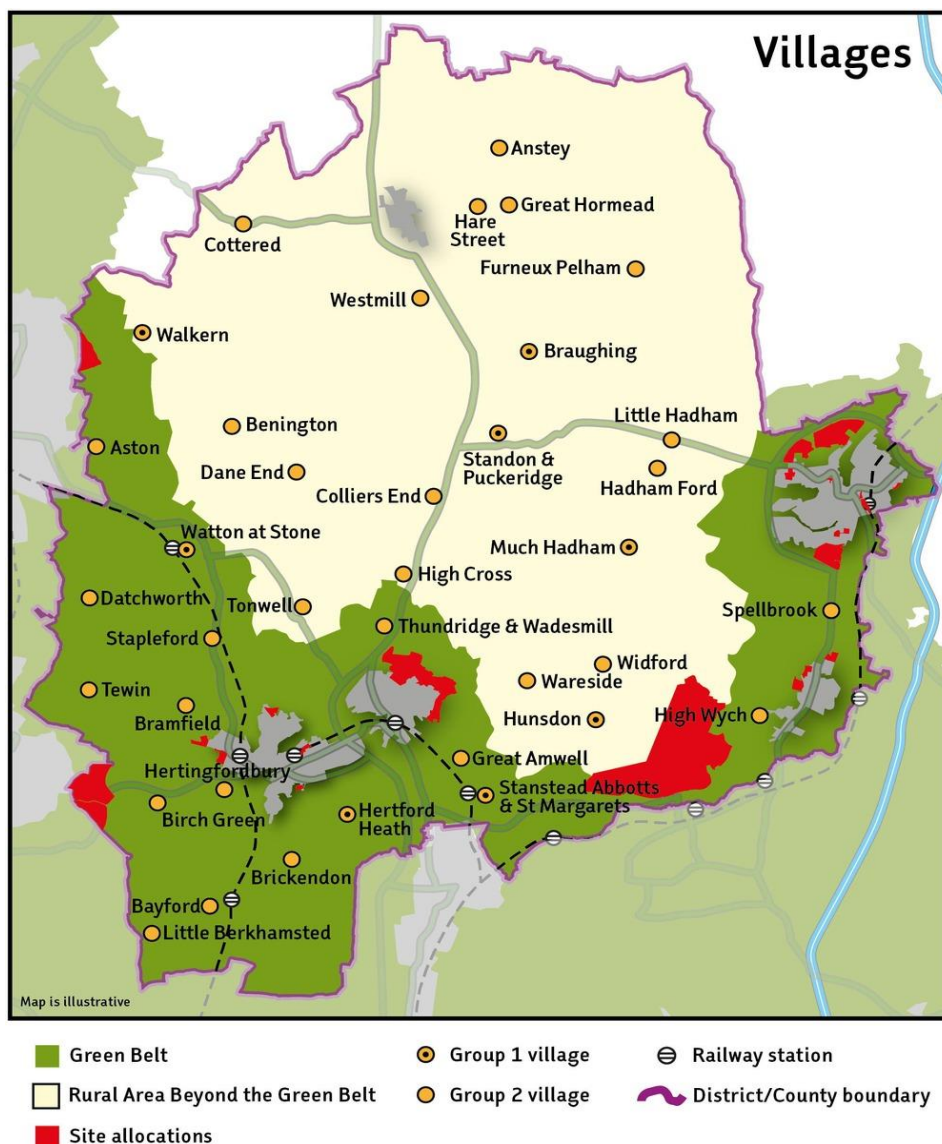 Villages
Anstey
Great Hormead
Hare
Street
Cottered
Furneux Pelham
Westmill
Walkern
Braughing
Little Hadham
Benington
Aston
Standon &
Puckeridge
Dane End
Hadham Ford
Colliers End
Watton at Stone
Much Hadham
High Cross
Datchworth
Tonwell
Spellbrook
Thundridge & Wadesmill
Stapleford
Widford
Wareside
Tewin
Bramfield
Hunsdon
High Wych
Great Amwell
Hertingfordbury
Stanstead Abbotts
& St Margarets
Birch Green
Hertford
Heath
Brickendon
Bayford
Little Berkhamsted
Map is illustrative
Green Belt
Group 1 village
Railway station
Rural Area Beyond the Green Belt
Group 2 village
District/County boundary
Site allocations